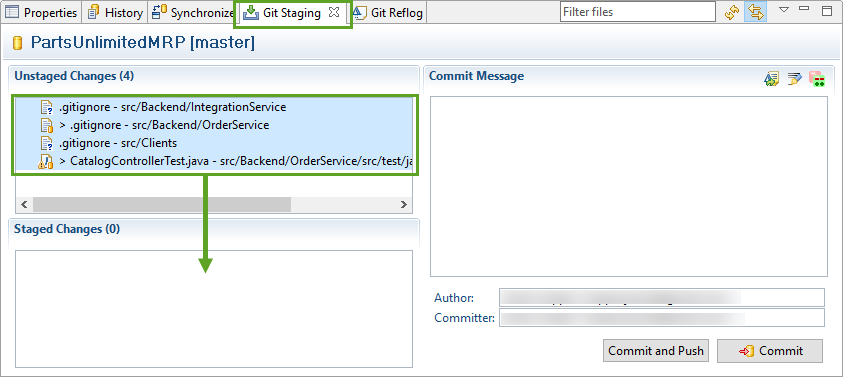 Properties History Synchronize Git Staging Git Reflog Filter files
PartsUnlimitedMRP [master]
Unstaged Changes (4)
.gitignore - src/Backend/IntegrationService
> .gitignore - src/Backend/OrderService
.gitignore - src/Clients
> CatalogControllerTest.java - src/Backend/OrderService/src/test/ja
Staged Changes (0)
Commit Message
Author:
Committer:
Commit and Push Commit